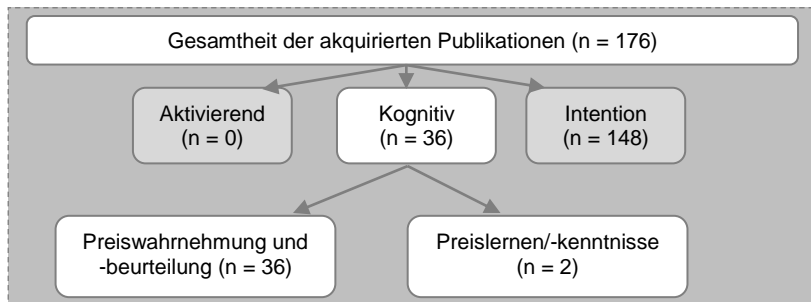 Gesamtheit der akquirierten Publikationen (n = 176)
Aktivierend
(n = 0)
Kognitiv
(n = 36)
Intention
(n = 148)
Preiswahrnehmung und
-beurteilung (n = 36)
Preislernen/-kenntnisse
(n = 2)